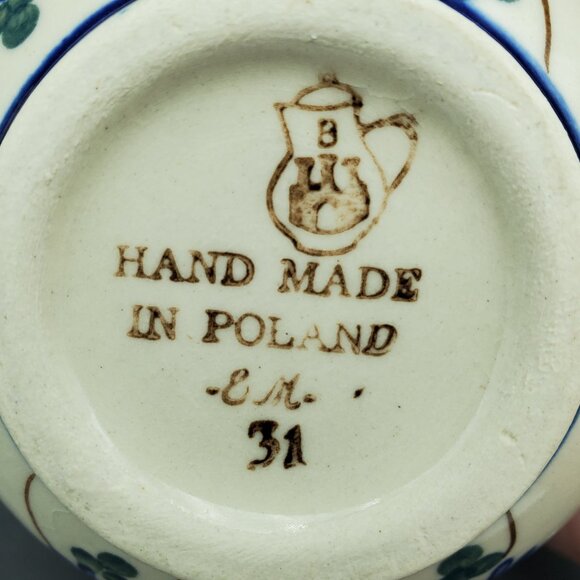 B
HAND MADE
IN POLAND
-E M-
31